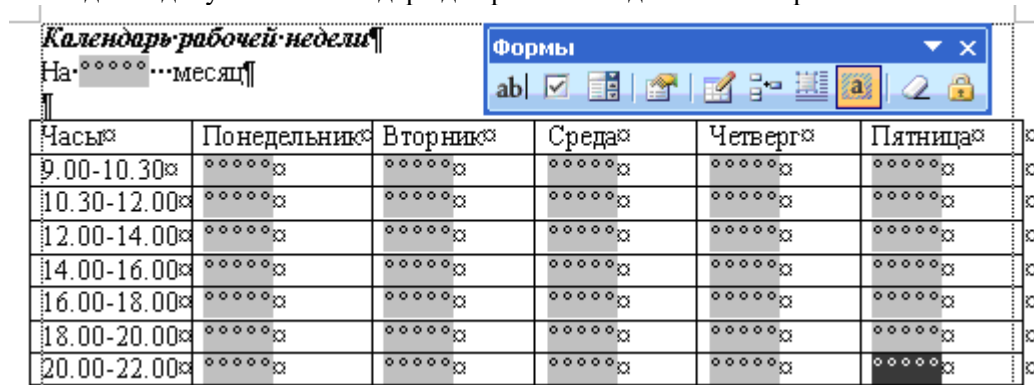 Календарь·рабочей·недели¶
На·°°°°°···месяц¶
¶
Формы
ab|
a
Часы¤ Понедельник¤ Вторник¤ Среда¤ Четверг¤ Пятница¤
9.00-10.30¤ °°°°°¤ °°°°°¤ °°°°°¤ °°°°°¤ °°°°°¤
10.30-12.00¤ °°°°°¤ °°°°°¤ °°°°°¤ °°°°°¤ °°°°°¤
12.00-14.00¤ °°°°°¤ °°°°°¤ °°°°°¤ °°°°°¤ °°°°°¤
14.00-16.00¤ °°°°°¤ °°°°°¤ °°°°°¤ °°°°°¤ °°°°°¤
16.00-18.00¤ °°°°°¤ °°°°°¤ °°°°°¤ °°°°°¤ °°°°°¤
18.00-20.00¤ °°°°°¤ °°°°°¤ °°°°°¤ °°°°°¤ °°°°°¤
20.00-22.00¤ °°°°°¤ °°°°°¤ °°°°°¤ °°°°°¤ °°°°°¤